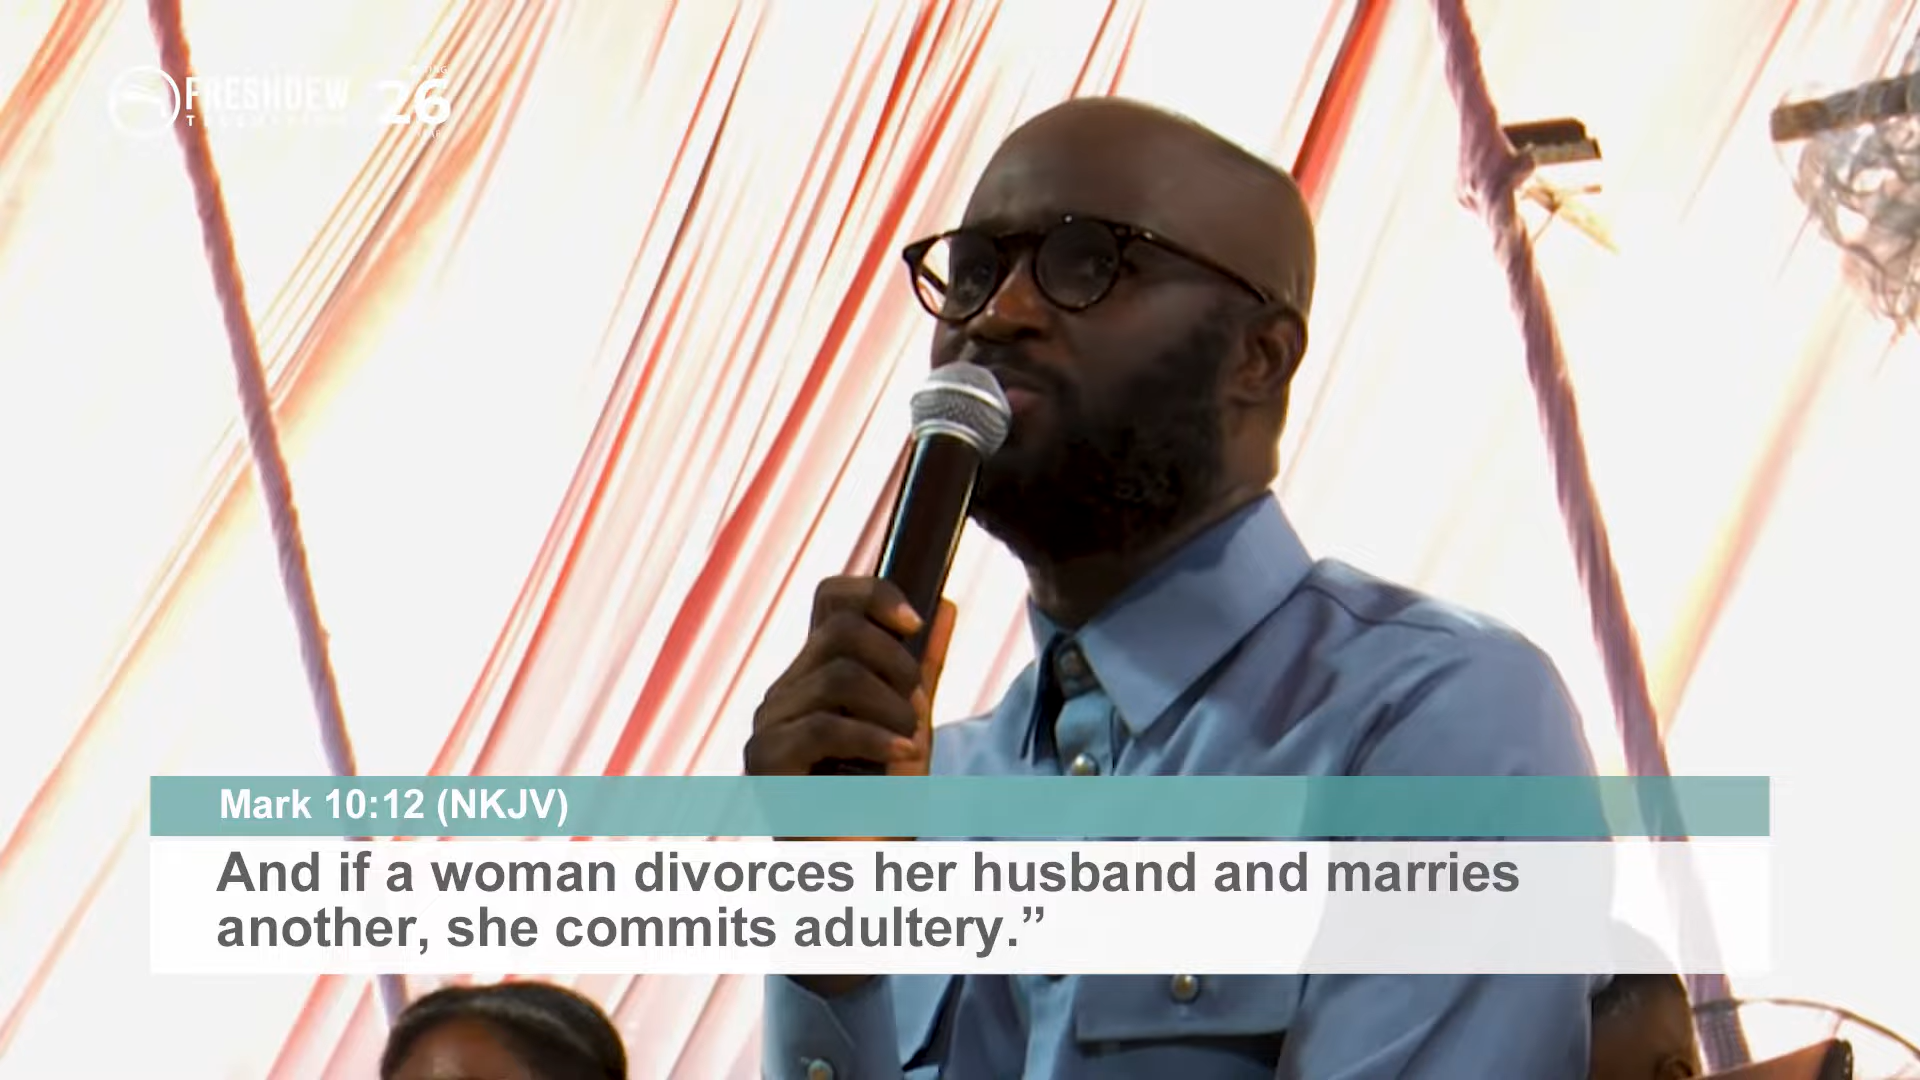 FRESHDEW
26
Mark 10:12 (NKJV)
And if a woman divorces her husband and marries
another, she commits adultery.”